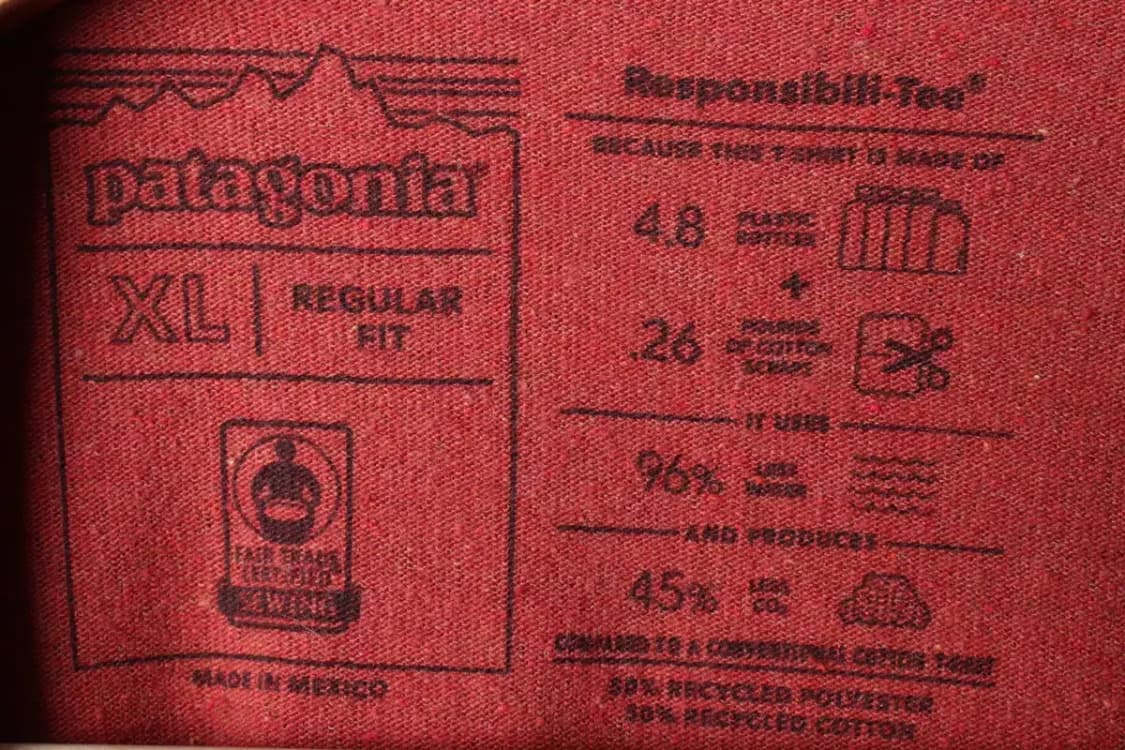 patagonia
XL | REGULAR
FIT
FAIR TRADE
CERTIFIED
SEWING
MADE IN MEXICO
Responsibili-Tee®
BECAUSE THIS T-SHIRT IS MADE OF
4.8 PLASTIC
BOTTLES
+
.26 POUNDS
OF COTTON
SCRAPS
IT USES
96% LESS
WATER
AND PRODUCES
45% LESS
CO₂
COMPARED TO A CONVENTIONAL COTTON T-SHIRT
50% RECYCLED POLYESTER
50% RECYCLED COTTON